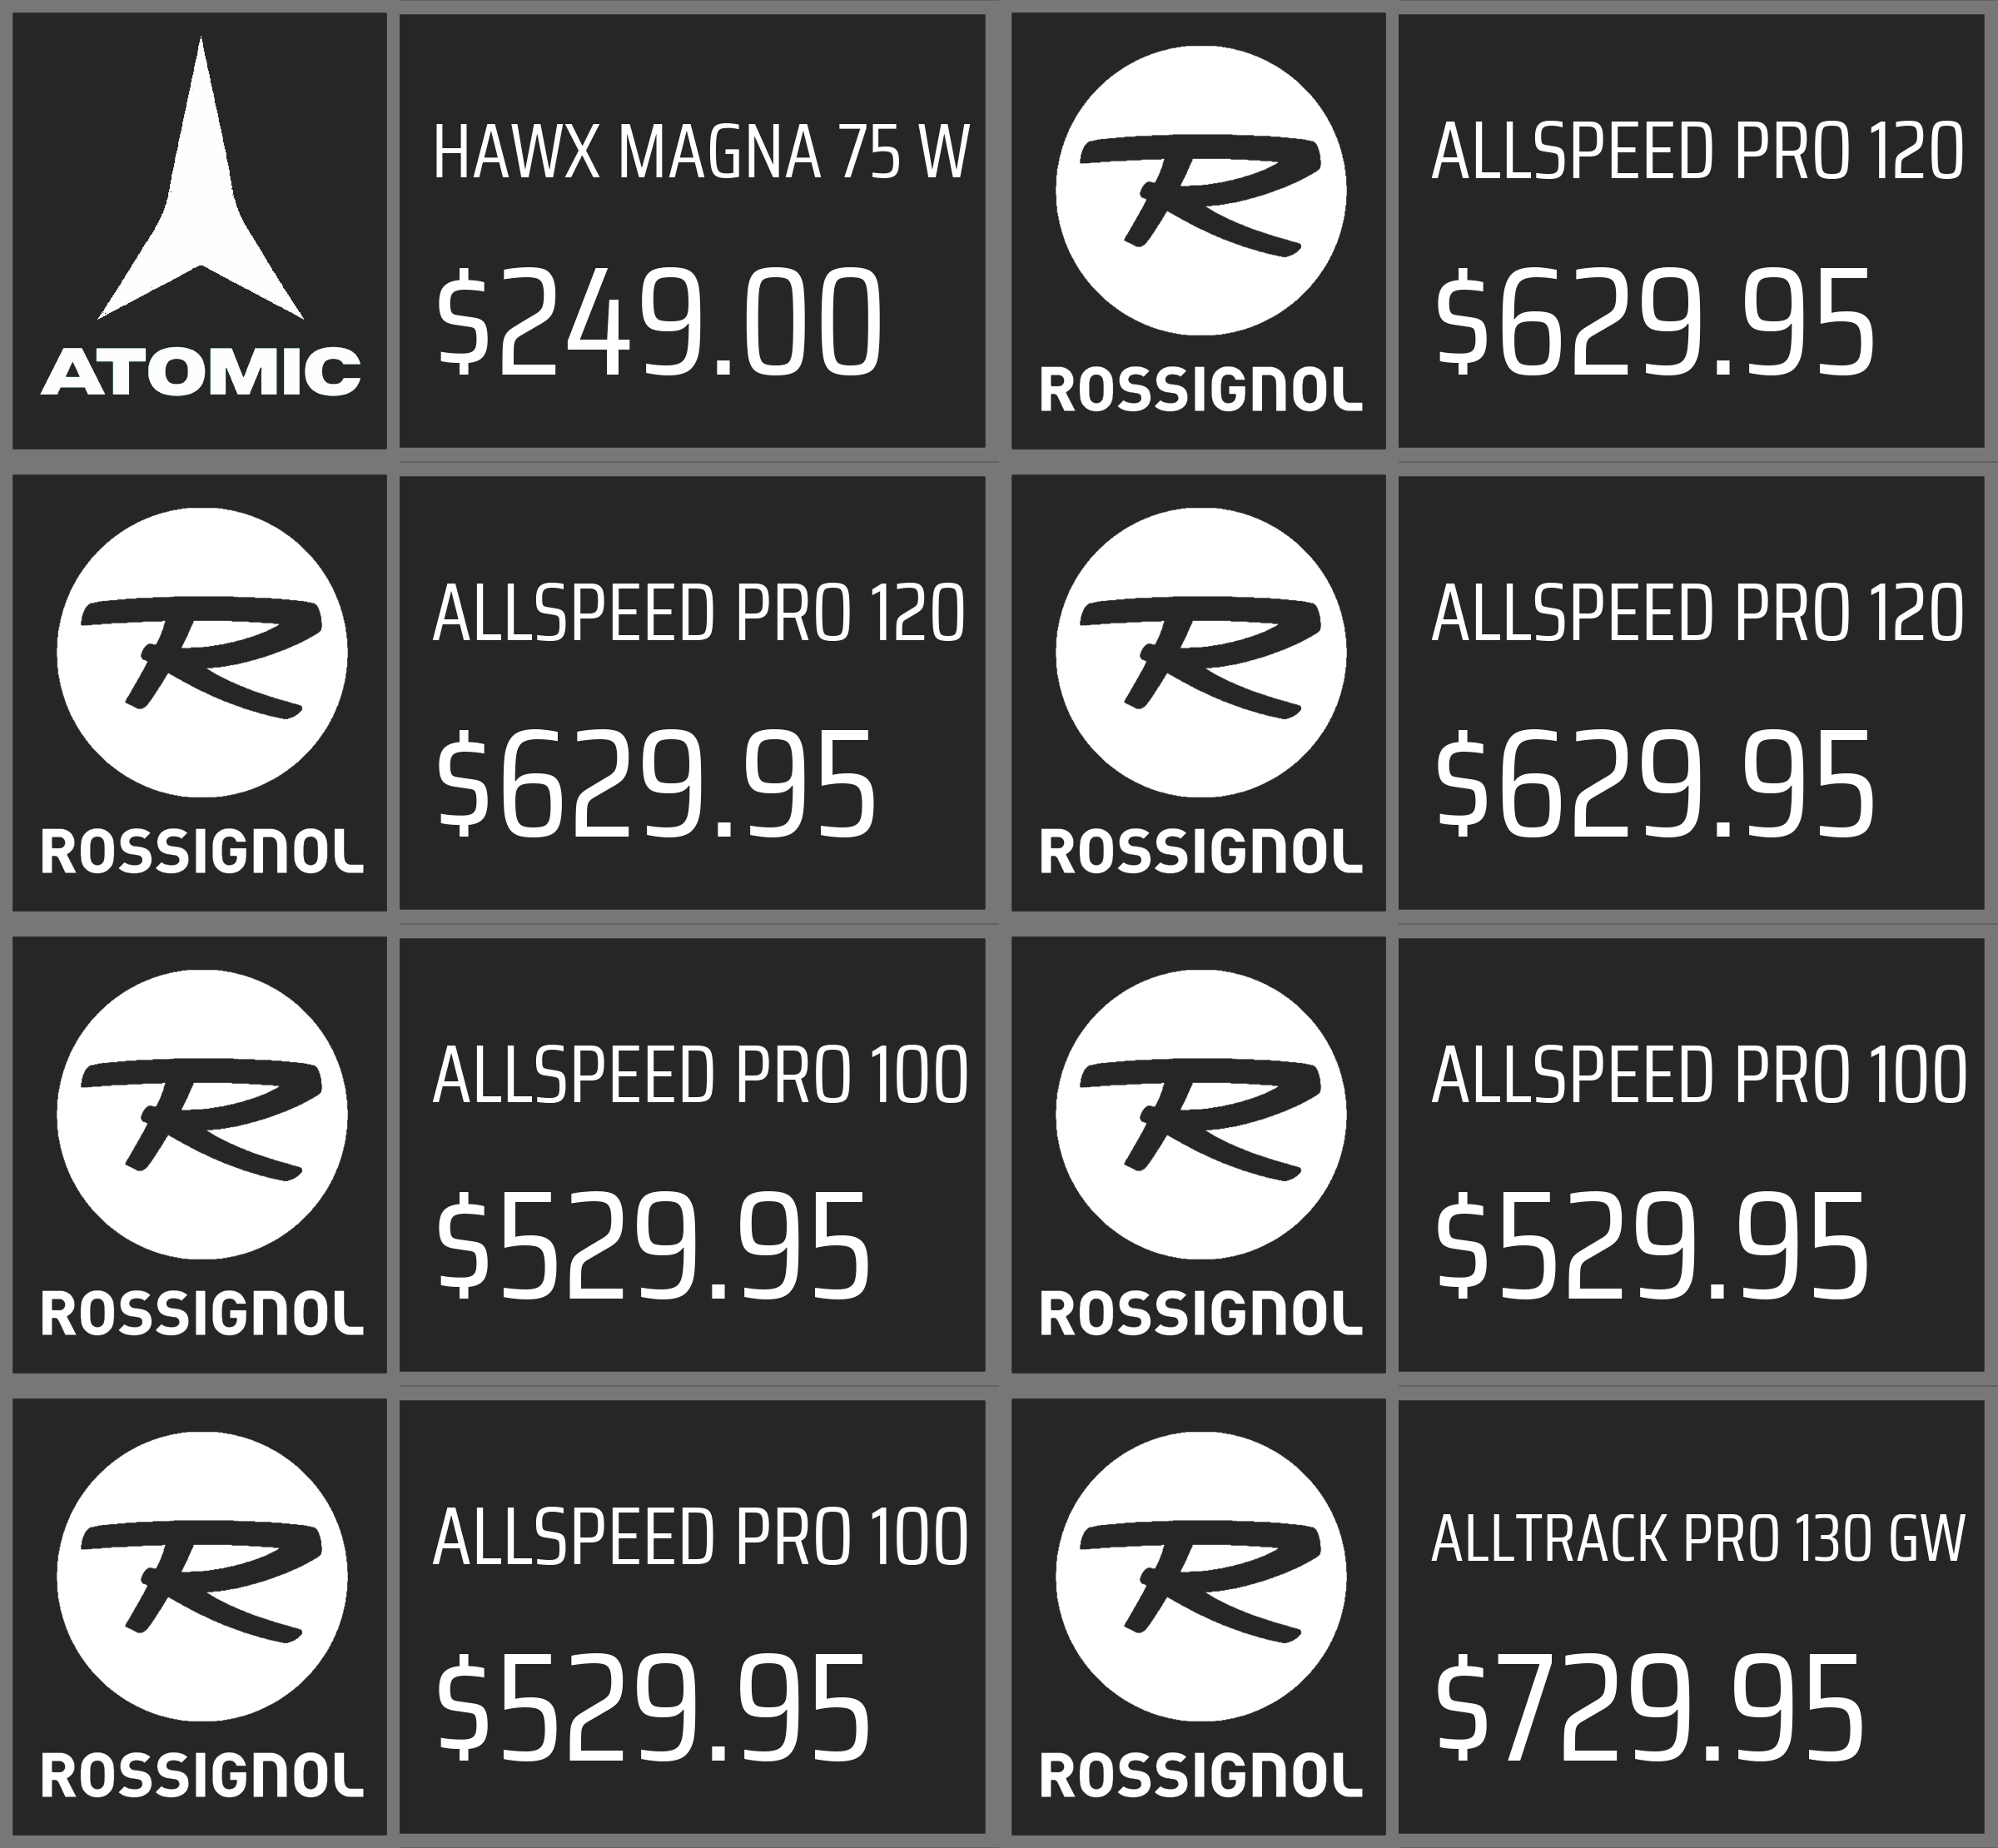 ATOMIC
HAWX MAGNA 75 W
$249.00
R
ROSSIGNOL
ALLSPEED PRO 120
$629.95
R
ROSSIGNOL
ALLSPEED PRO 120
$629.95
R
ROSSIGNOL
ALLSPEED PRO 120
$629.95
R
ROSSIGNOL
ALLSPEED PRO 100
$529.95
R
ROSSIGNOL
ALLSPEED PRO 100
$529.95
R
ROSSIGNOL
ALLSPEED PRO 100
$529.95
R
ROSSIGNOL
ALLTRACK PRO 130 GW
$729.95